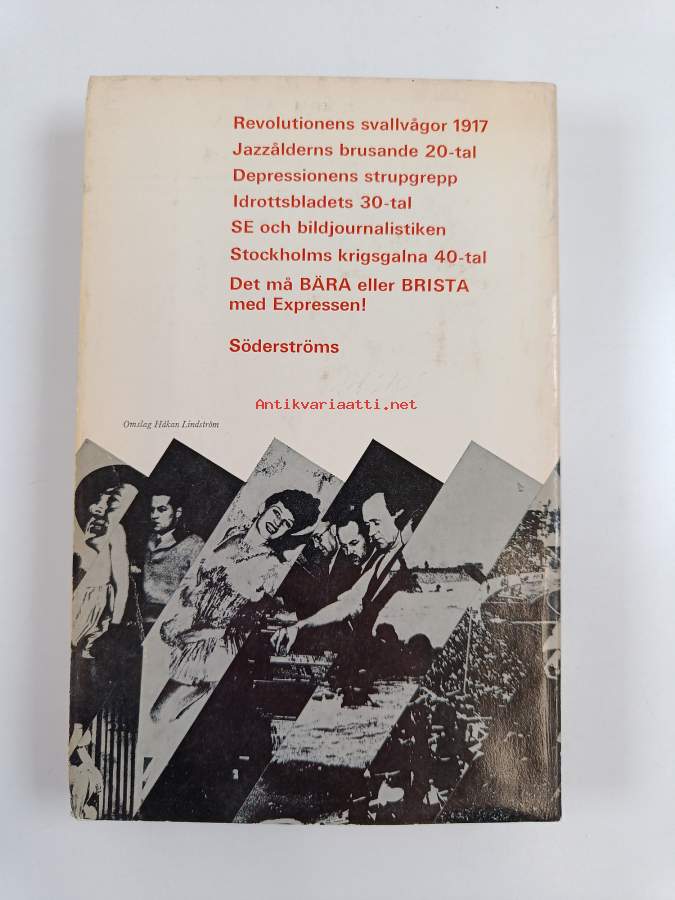 Revolutionens svallvågor 1917
Jazzålderns brusande 20-tal
Depressionens strupgrepp
Idrottsbladets 30-tal
SE och bildjournalistiken
Stockholms krigsgalna 40-tal
Det må BÄRA eller BRISTA
med Expressen!
Söderströms
Antikvariaatti.net
Omslag Håkan Lindström